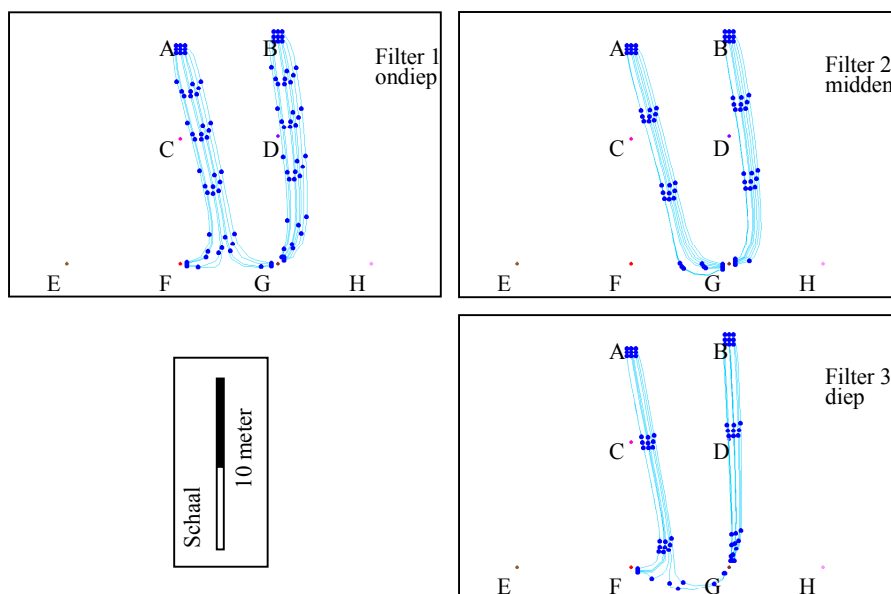 A
B
Filter 1
ondiep
C
D
E
F
G
H
A
B
Filter 2
midden
C
D
E
F
G
H
Schaal
10 meter
A
B
Filter 3
diep
C
D
E
F
G
H